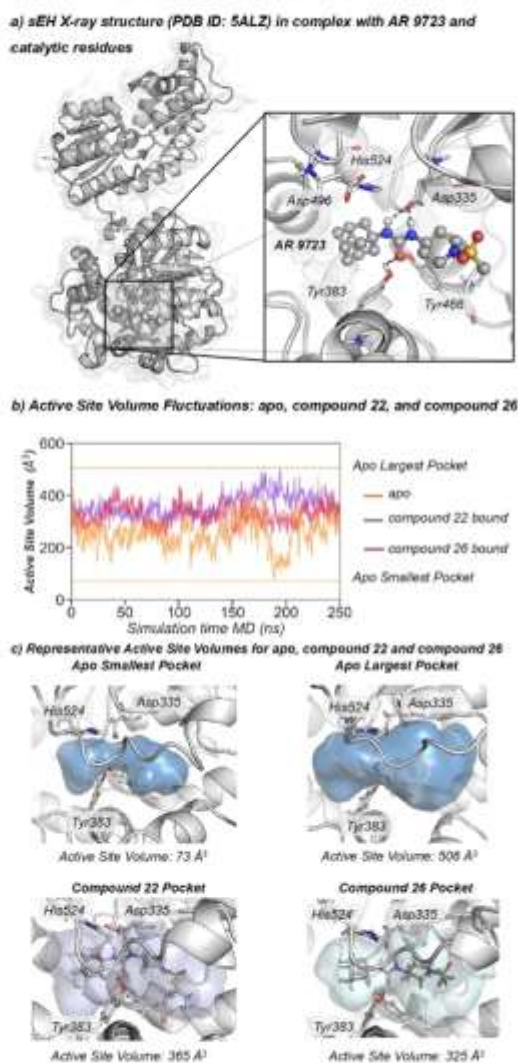 a) sEH X-ray structure (PDB ID: 5ALZ) in complex with AR 9723 and
catalytic residues
His524
Asp496
Asp335
AR 9723
Tyr383
Tyr466
b) Active Site Volume Fluctuations: apo, compound 22, and compound 26
Active Site Volume (Å³)
600
400
200
0
0
50
100
150
200
250
Simulation time MD (ns)
Apo Largest Pocket
apo
compound 22 bound
compound 26 bound
Apo Smallest Pocket
c) Representative Active Site Volumes for apo, compound 22 and compound 26
Apo Smallest Pocket
His524
Asp335
Tyr383
Active Site Volume: 73 Å³
Apo Largest Pocket
His524
Asp335
Tyr383
Active Site Volume: 506 Å³
Compound 22 Pocket
His524
Asp335
Tyr383
Active Site Volume: 365 Å³
Compound 26 Pocket
His524
Asp335
Tyr383
Active Site Volume: 325 Å³